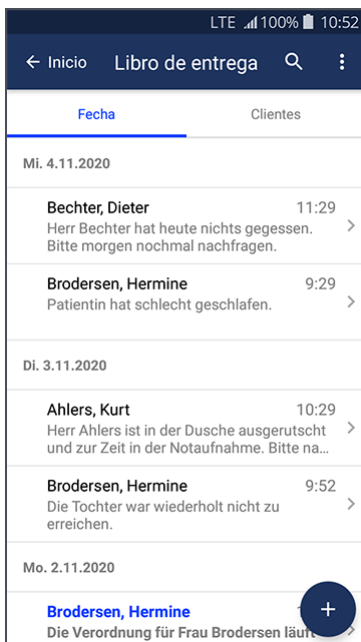 LTE 100% 10:52
← Inicio Libro de entrega
Fecha Clientes
Mi. 4.11.2020
Bechter, Dieter 11:29
Herr Bechter hat heute nichts gegessen.
Bitte morgen nochmal nachfragen.
Brodersen, Hermine 9:29
Patientin hat schlecht geschlafen.
Di. 3.11.2020
Ahlers, Kurt 10:29
Herr Ahlers ist in der Dusche ausgerutscht
und zur Zeit in der Notaufnahme. Bitte na...
Brodersen, Hermine 9:52
Die Tochter war wiederholt nicht zu
erreichen.
Mo. 2.11.2020
Brodersen, Hermine
Die Verordnung für Frau Brodersen läuft